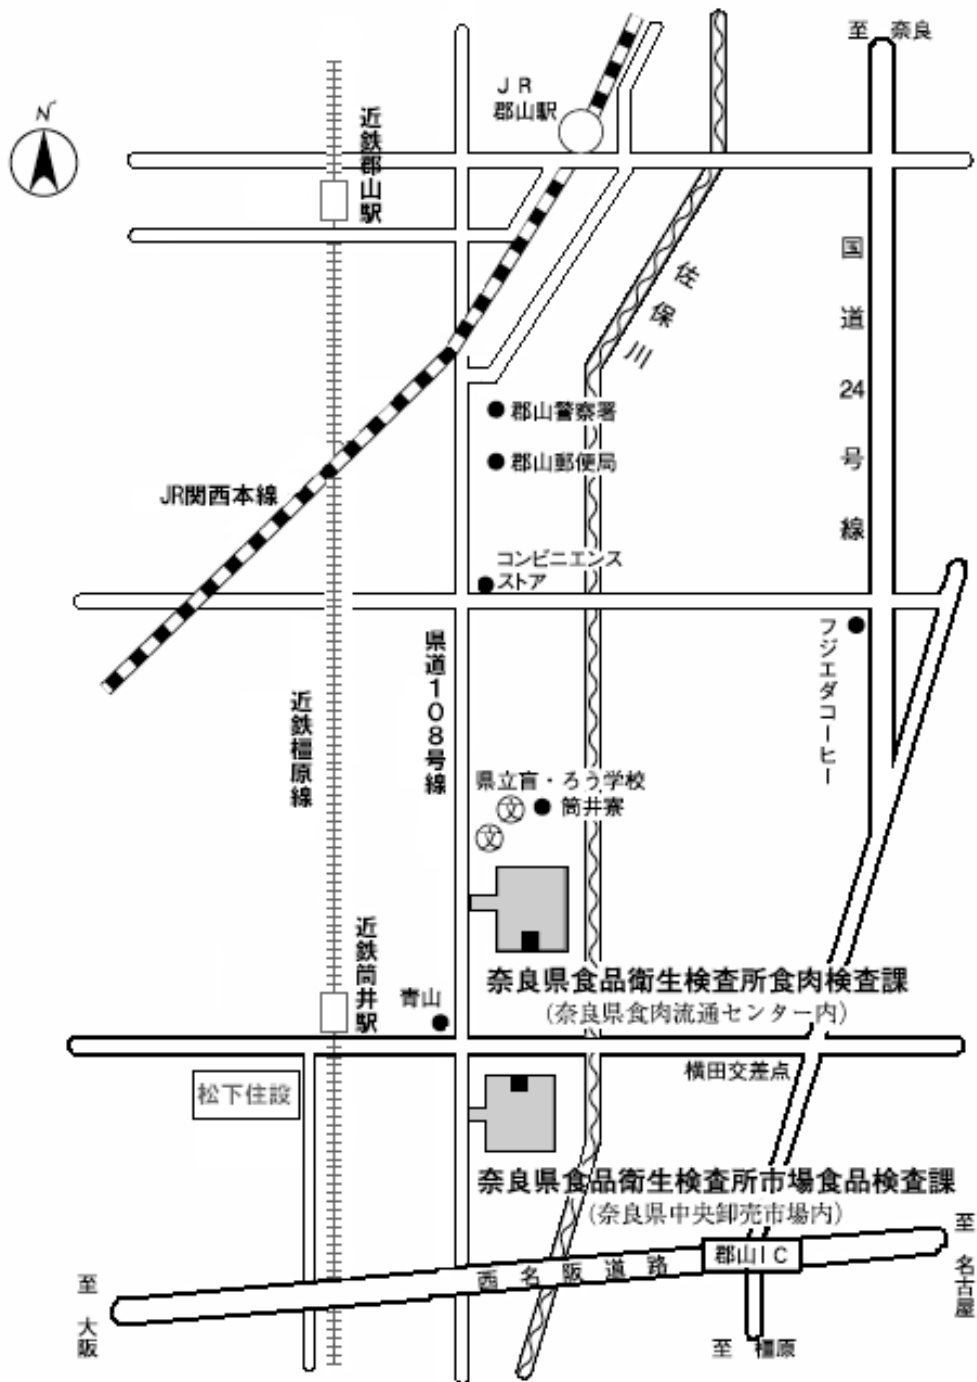 至 奈良
N
JR
郡山駅
近鉄郡山駅
国道24号線
佐保川
郡山警察署
郡山郵便局
JR関西本線
コンビニエンス
ストア
フジエダコーヒー
県道108号線
近鉄橿原線
県立盲・ろう学校
文
筒井寮
文
近鉄筒井駅
青山
奈良県食品衛生検査所食肉検査課
(奈良県食肉流通センター内)
横田交差点
松下住設
奈良県食品衛生検査所市場食品検査課
(奈良県中央卸売市場内)
至 名古屋
郡山IC
西名阪道路
至 大阪
至 橿原